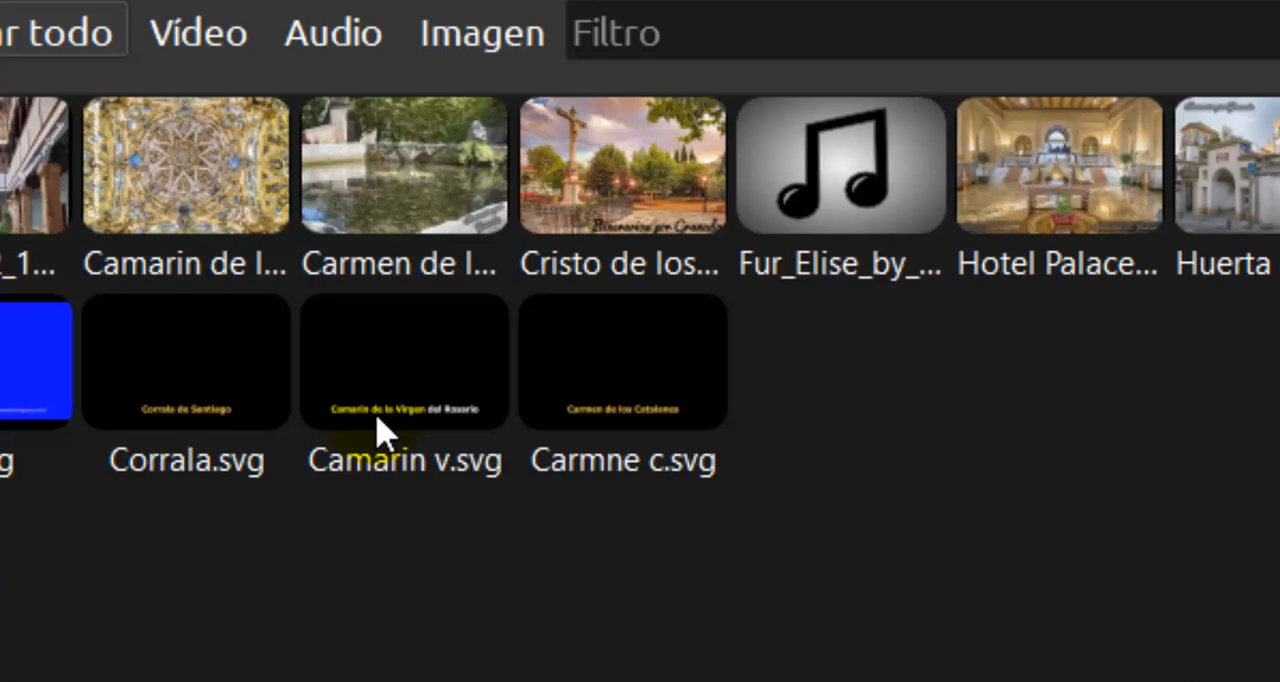 r todo Vídeo Audio Imagen Filtro
_1... Camarin de l... Carmen de l... Cristo de los... Fur_Elise_by_... Hotel Palace... Huerta
Corrala de Santiago Camarin de la Virgen del Rosario Carmen de los Catalanes
g Corrala.svg Camarin v.svg Carmne c.svg